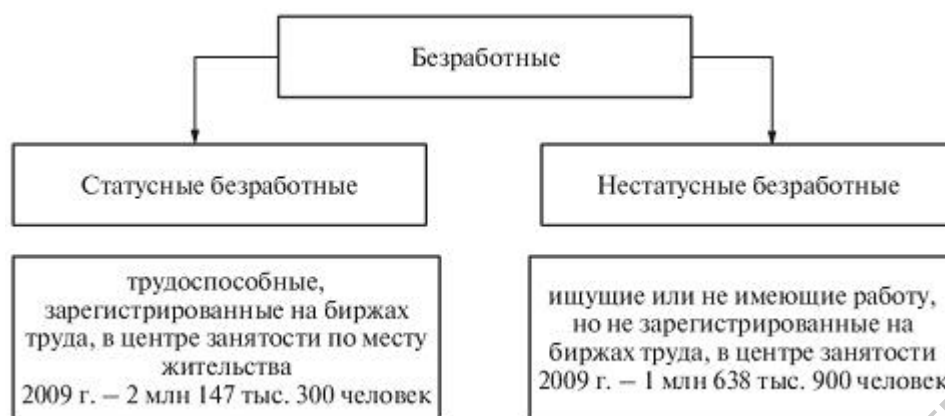 Безработные
Статусные безработные
Нестатусные безработные
трудоспособные,
зарегистрированные на биржах
труда, в центре занятости по месту
жительства
2009 г. – 2 млн 147 тыс. 300 человек
ищущие или не имеющие работу,
но не зарегистрированные на
биржах труда, в центре занятости
2009 г. – 1 млн 638 тыс. 900 человек